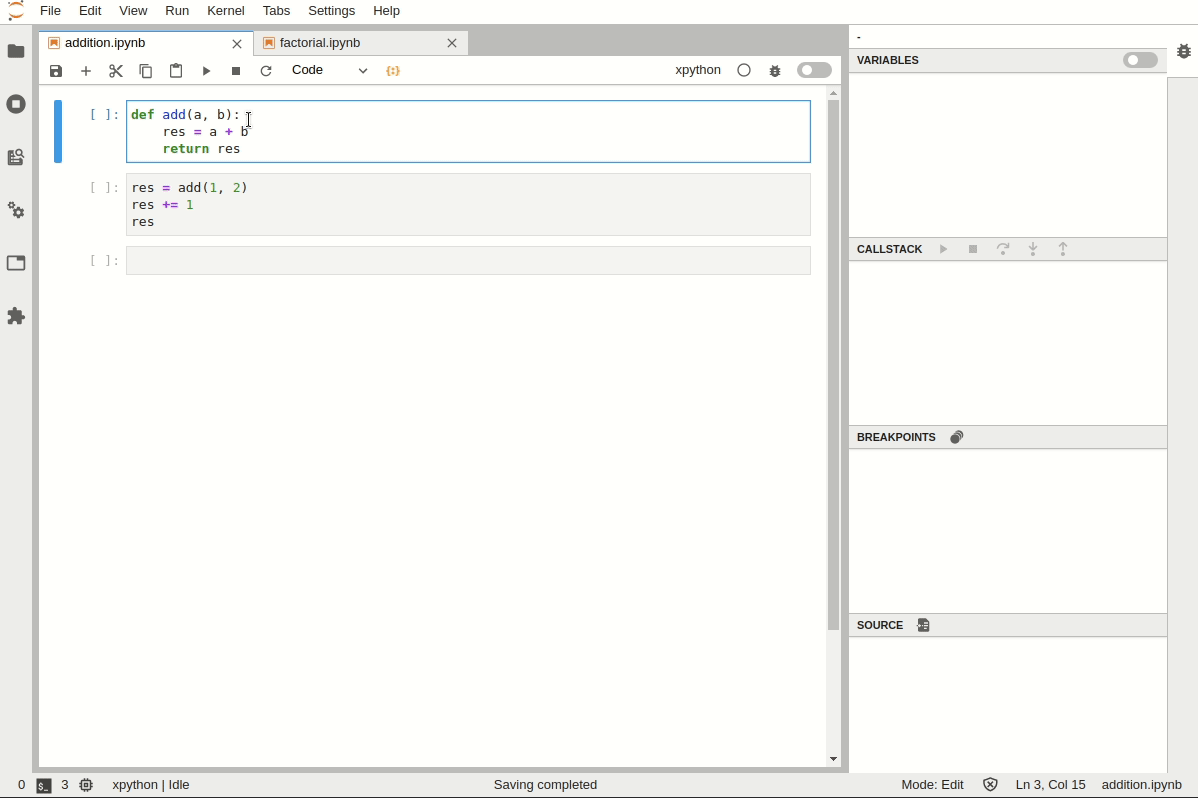 File Edit View Run Kernel Tabs Settings Help
addition.ipynb factorial.ipynb
Code xpython
[ ]: def add(a, b):
res = a + b
return res
[ ]: res = add(1, 2)
res += 1
res
[ ]:
-
VARIABLES
CALLSTACK
BREAKPOINTS
SOURCE
0 $_ 3 xpython | Idle Saving completed Mode: Edit Ln 3, Col 15 addition.ipynb